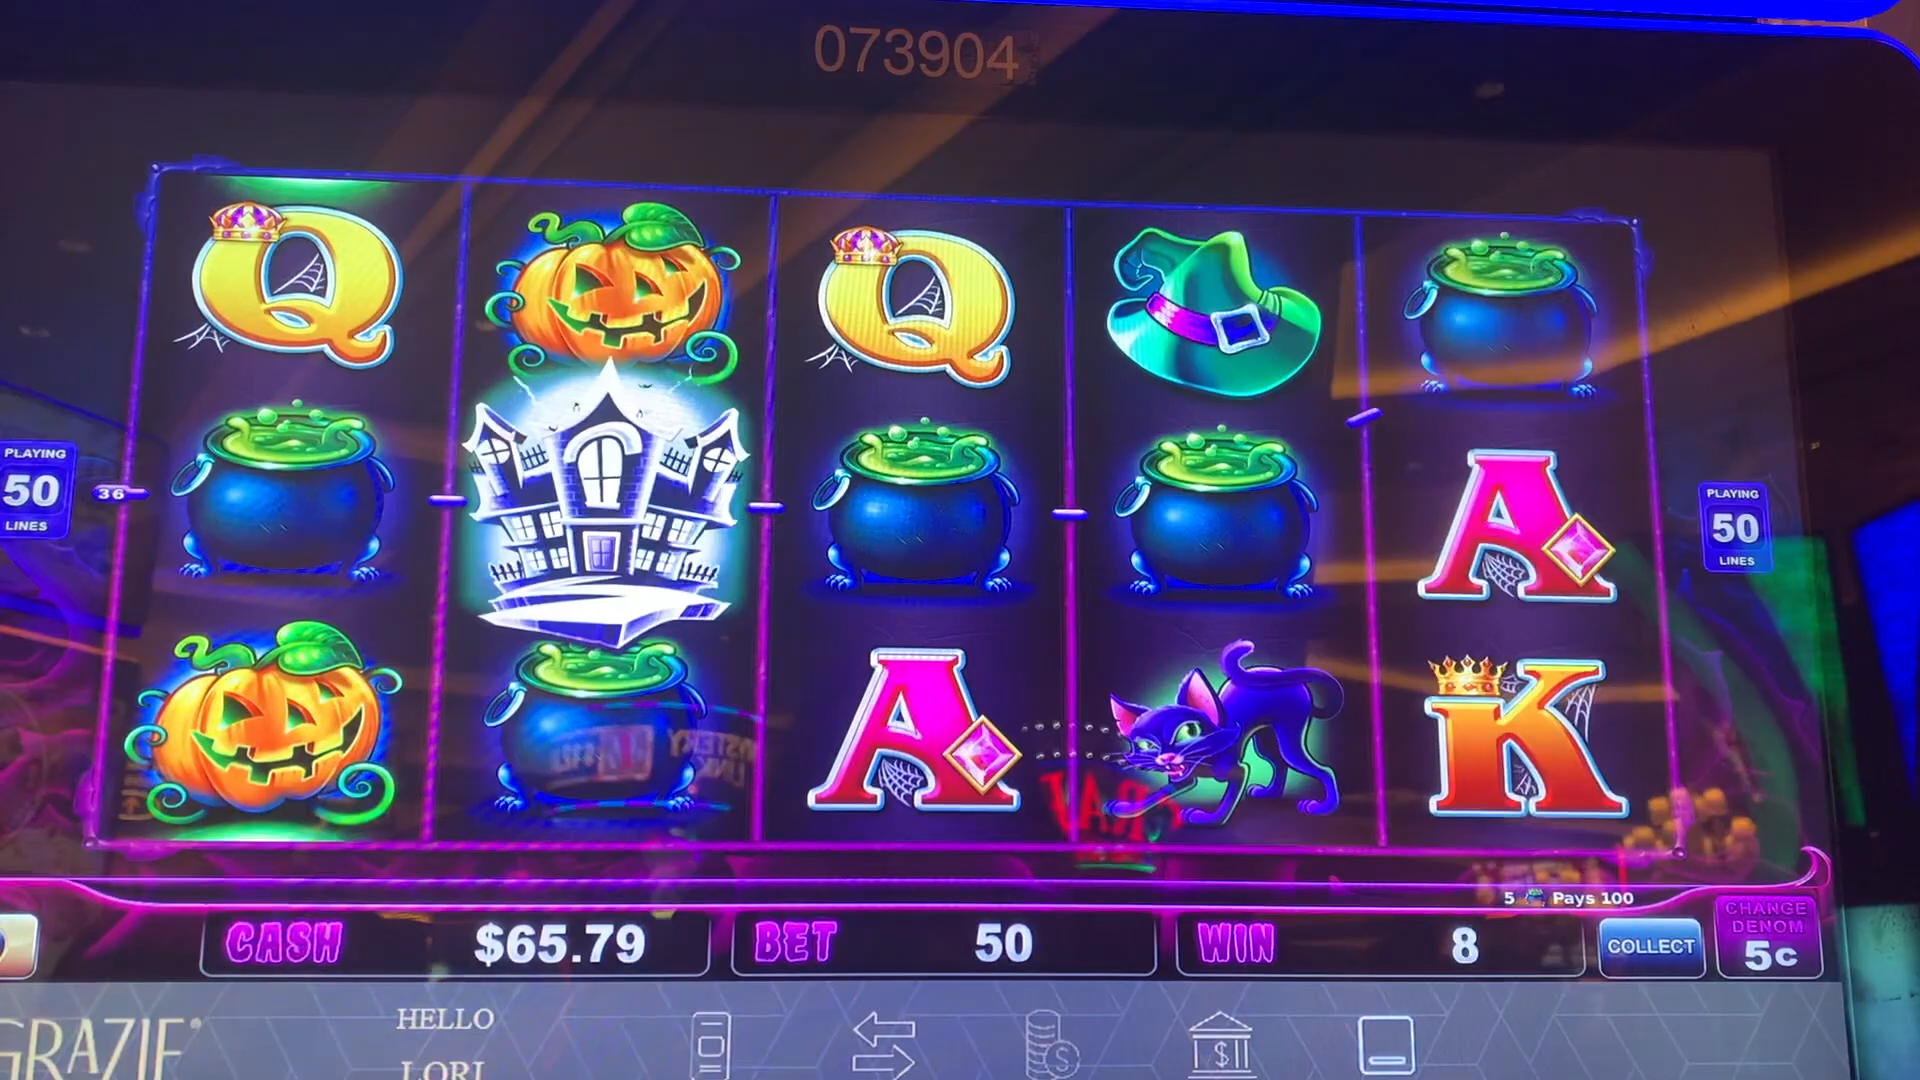 073904
Q
Q
PLAYING
50
LINES
36
A
PLAYING
50
LINES
A
K
5 Pays 100
CASH $65.79
BET 50
WIN 8
COLLECT
CHANGE
DENOM
5¢
GRAZIE
HELLO
LORI